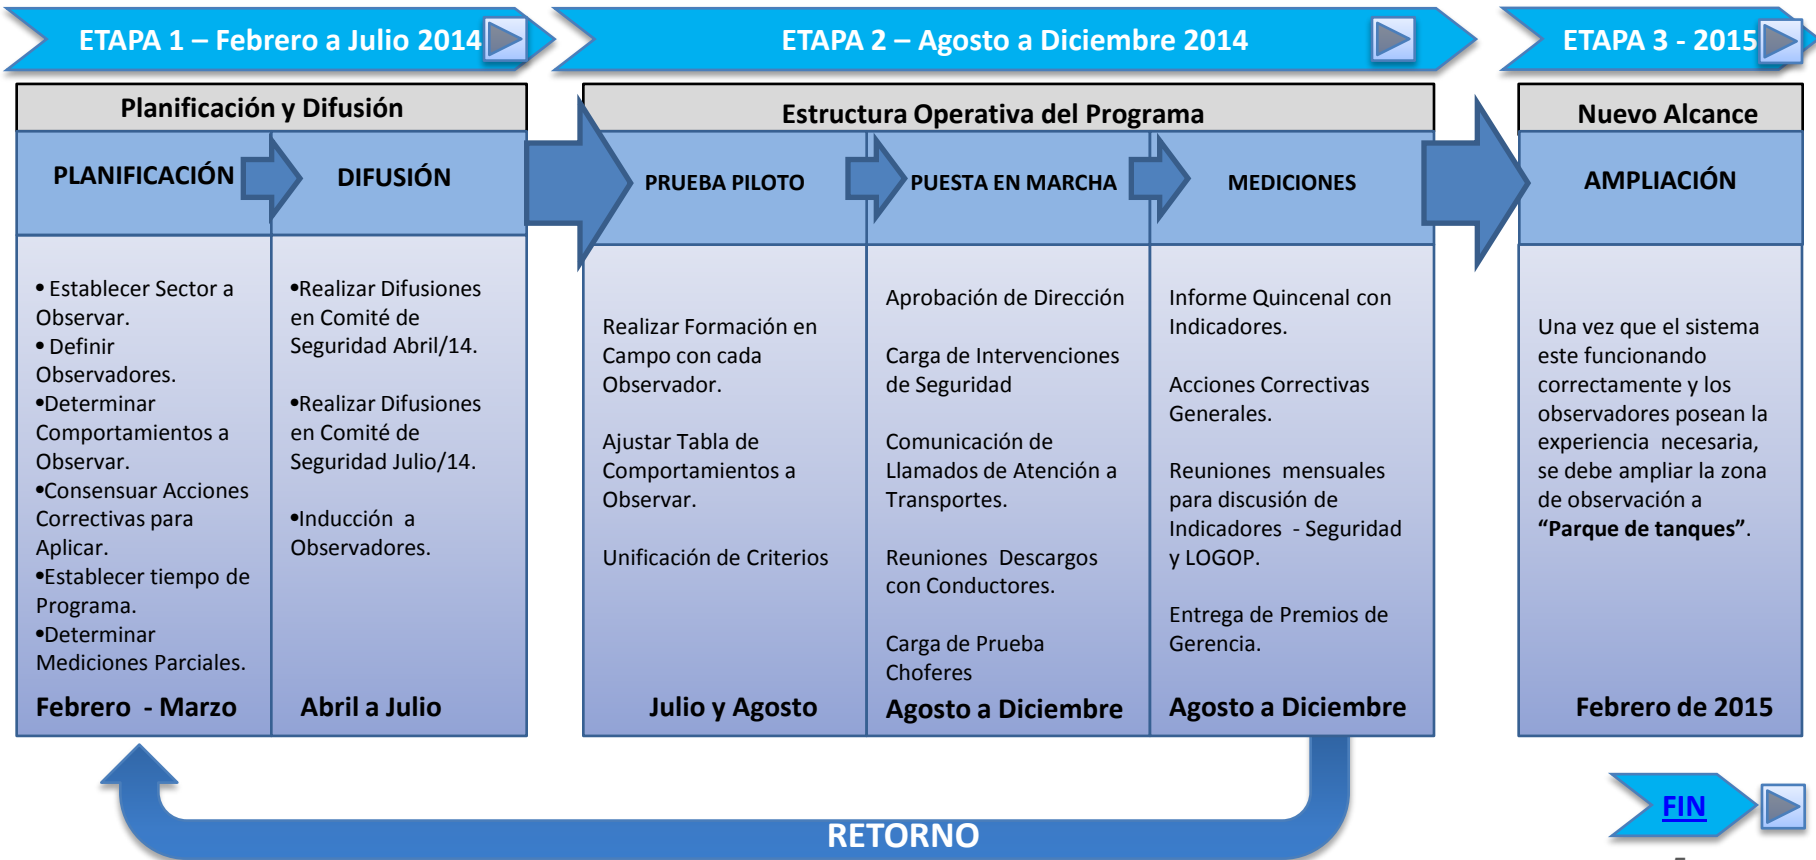 ETAPA 1 – Febrero a Julio 2014
ETAPA 2 – Agosto a Diciembre 2014
ETAPA 3 - 2015
Planificación y Difusión
Estructura Operativa del Programa
Nuevo Alcance
PLANIFICACIÓN
DIFUSIÓN
PRUEBA PILOTO
PUESTA EN MARCHA
MEDICIONES
AMPLIACIÓN
• Establecer Sector a
Observar.
• Definir
Observadores.
•Determinar
Comportamientos a
Observar.
•Consensuar Acciones
Correctivas para
Aplicar.
•Establecer tiempo de
Programa.
•Determinar
Mediciones Parciales.
Febrero - Marzo
•Realizar Difusiones
en Comité de
Seguridad Abril/14.
•Realizar Difusiones
en Comité de
Seguridad Julio/14.
•Inducción a
Observadores.
Abril a Julio
Realizar Formación en
Campo con cada
Observador.
Ajustar Tabla de
Comportamientos a
Observar.
Unificación de Criterios
Julio y Agosto
Aprobación de Dirección
Carga de Intervenciones
de Seguridad
Comunicación de
Llamados de Atención a
Transportes.
Reuniones Descargos
con Conductores.
Carga de Prueba
Choferes
Agosto a Diciembre
Informe Quincenal con
Indicadores.
Acciones Correctivas
Generales.
Reuniones mensuales
para discusión de
Indicadores - Seguridad
y LOGOP.
Entrega de Premios de
Gerencia.
Agosto a Diciembre
Una vez que el sistema
este funcionando
correctamente y los
observadores posean la
experiencia necesaria,
se debe ampliar la zona
de observación a
“Parque de tanques”.
Febrero de 2015
RETORNO
FIN